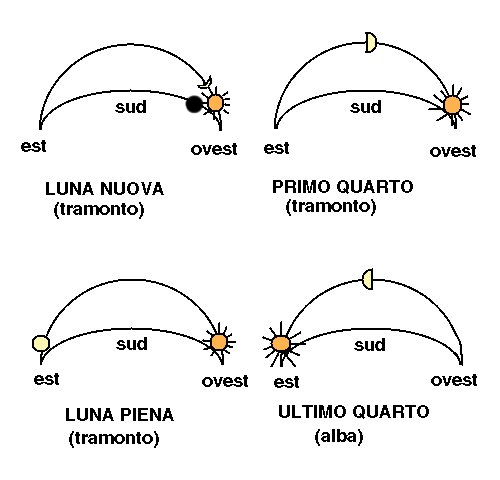 sud
est
ovest
LUNA NUOVA
(tramonto)
sud
est
ovest
PRIMO QUARTO
(tramonto)
sud
est
ovest
LUNA PIENA
(tramonto)
sud
est
ovest
ULTIMO QUARTO
(alba)